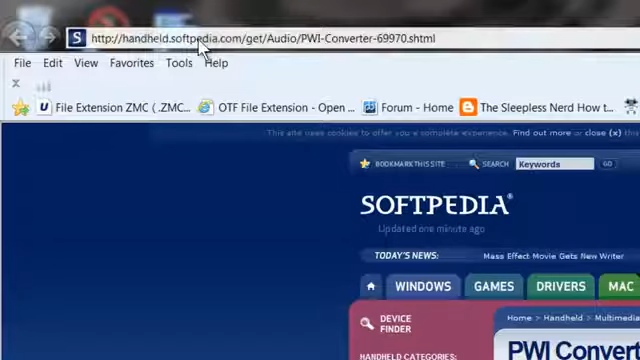 http://handheld.softpedia.com/get/Audio/PWI-Converter-69970.shtml
File Edit View Favorites Tools Help
File Extension ZMC ( .ZMC... OTF File Extension - Open ... Forum - Home The Sleepless Nerd How t...
This site uses cookies to offer you a complete experience. Find out more or close (x) this
BOOKMARK THIS SITE SEARCH Keywords GO
SOFTPEDIA®
Updated one minute ago
TODAY'S NEWS: Mass Effect Movie Gets New Writer
WINDOWS GAMES DRIVERS MAC
DEVICE FINDER
Home > Handheld > Multimedia
PWI Convert
HANDHELD CATEGORIES: